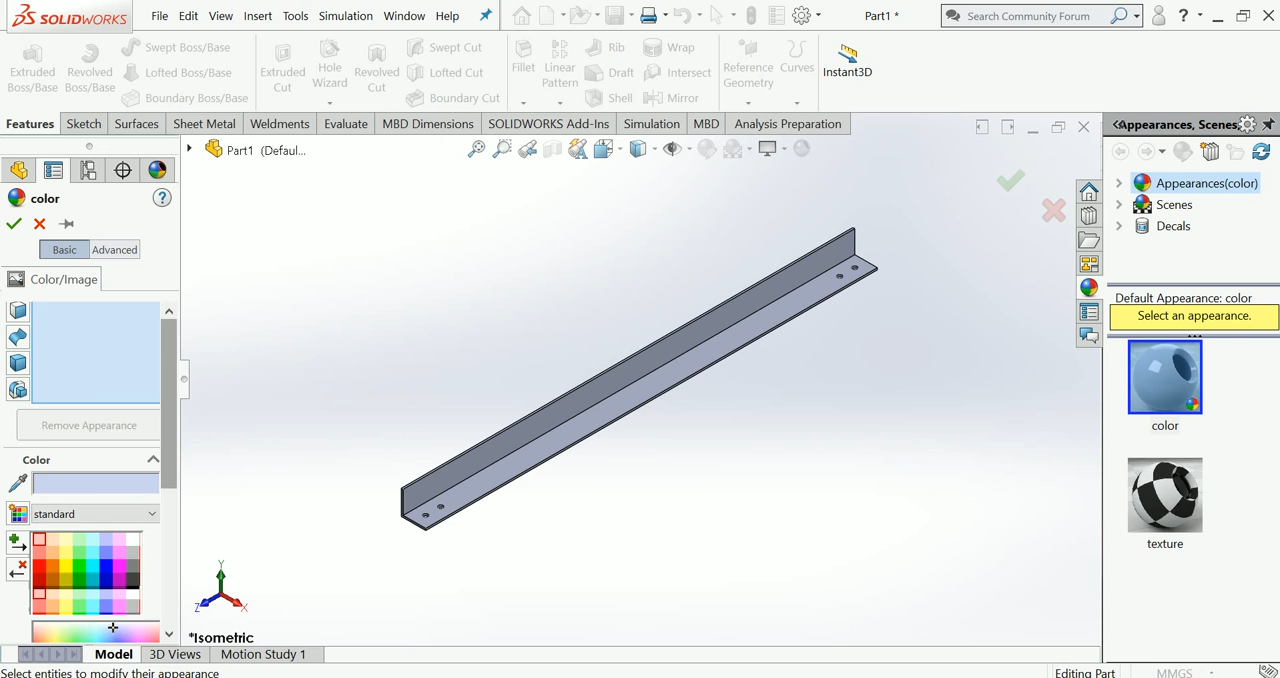 SOLIDWORKS File Edit View Insert Tools Simulation Window Help Part1 * Search Community Forum ?
Extruded Boss/Base
Revolved Boss/Base
Swept Boss/Base
Lofted Boss/Base
Boundary Boss/Base
Extruded Cut
Hole Wizard
Revolved Cut
Swept Cut
Lofted Cut
Boundary Cut
Fillet
Linear Pattern
Rib
Draft
Shell
Wrap
Intersect
Mirror
Reference Geometry
Curves
Instant3D
Features Sketch Surfaces Sheet Metal Weldments Evaluate MBD Dimensions SOLIDWORKS Add-Ins Simulation MBD Analysis Preparation
Part1 (Defaul...
color
?
Basic Advanced
Color/Image
Remove Appearance
Color
standard
Y
Z X
*Isometric
Model 3D Views Motion Study 1
Select entities to modify their appearance
Appearances, Scenes
Appearances(color)
Scenes
Decals
Default Appearance: color
Select an appearance.
color
texture
Editing Part MMGS